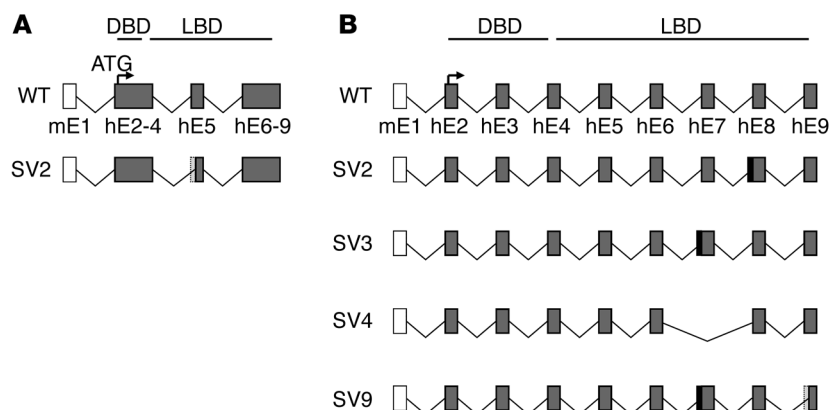 A
DBD LBD
ATG
WT
mE1 hE2-4 hE5 hE6-9
SV2
B
DBD LBD
WT
mE1 hE2 hE3 hE4 hE5 hE6 hE7 hE8 hE9
SV2
SV3
SV4
SV9